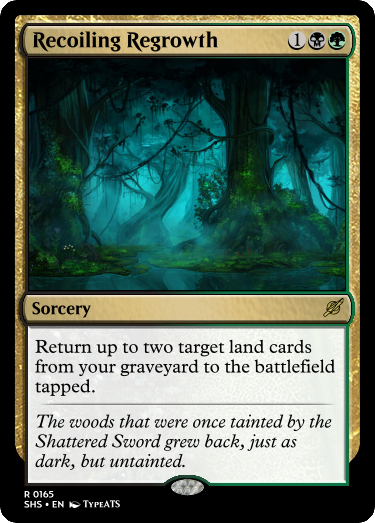 Recoiling Regrowth 1
Sorcery
Return up to two target land cards
from your graveyard to the battlefield
tapped.
The woods that were once tainted by the
Shattered Sword grew back, just as
dark, but untainted.
R 0165
SHS • EN TypeATS